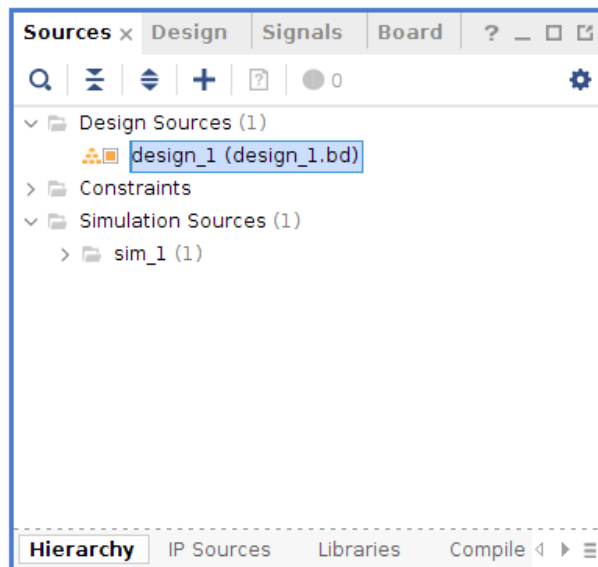 Sources × Design Signals Board ?
0
Design Sources (1)
design_1 (design_1.bd)
Constraints
Simulation Sources (1)
sim_1 (1)
Hierarchy IP Sources Libraries Compile